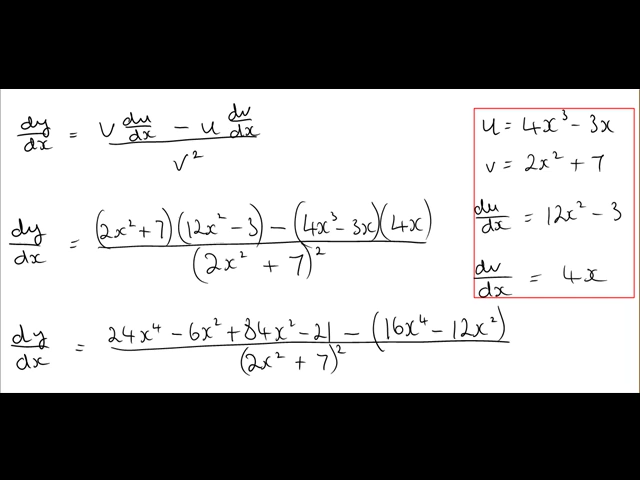 dy/dx = (v du/dx − u dv/dx)/v²
u = 4x³ − 3x
v = 2x² + 7
du/dx = 12x² − 3
dv/dx = 4x
dy/dx = ((2x² + 7)(12x² − 3) − (4x³ − 3x)(4x))/(2x² + 7)²
dy/dx = (24x⁴ − 6x² + 84x² − 21 − (16x⁴ − 12x²))/(2x² + 7)²